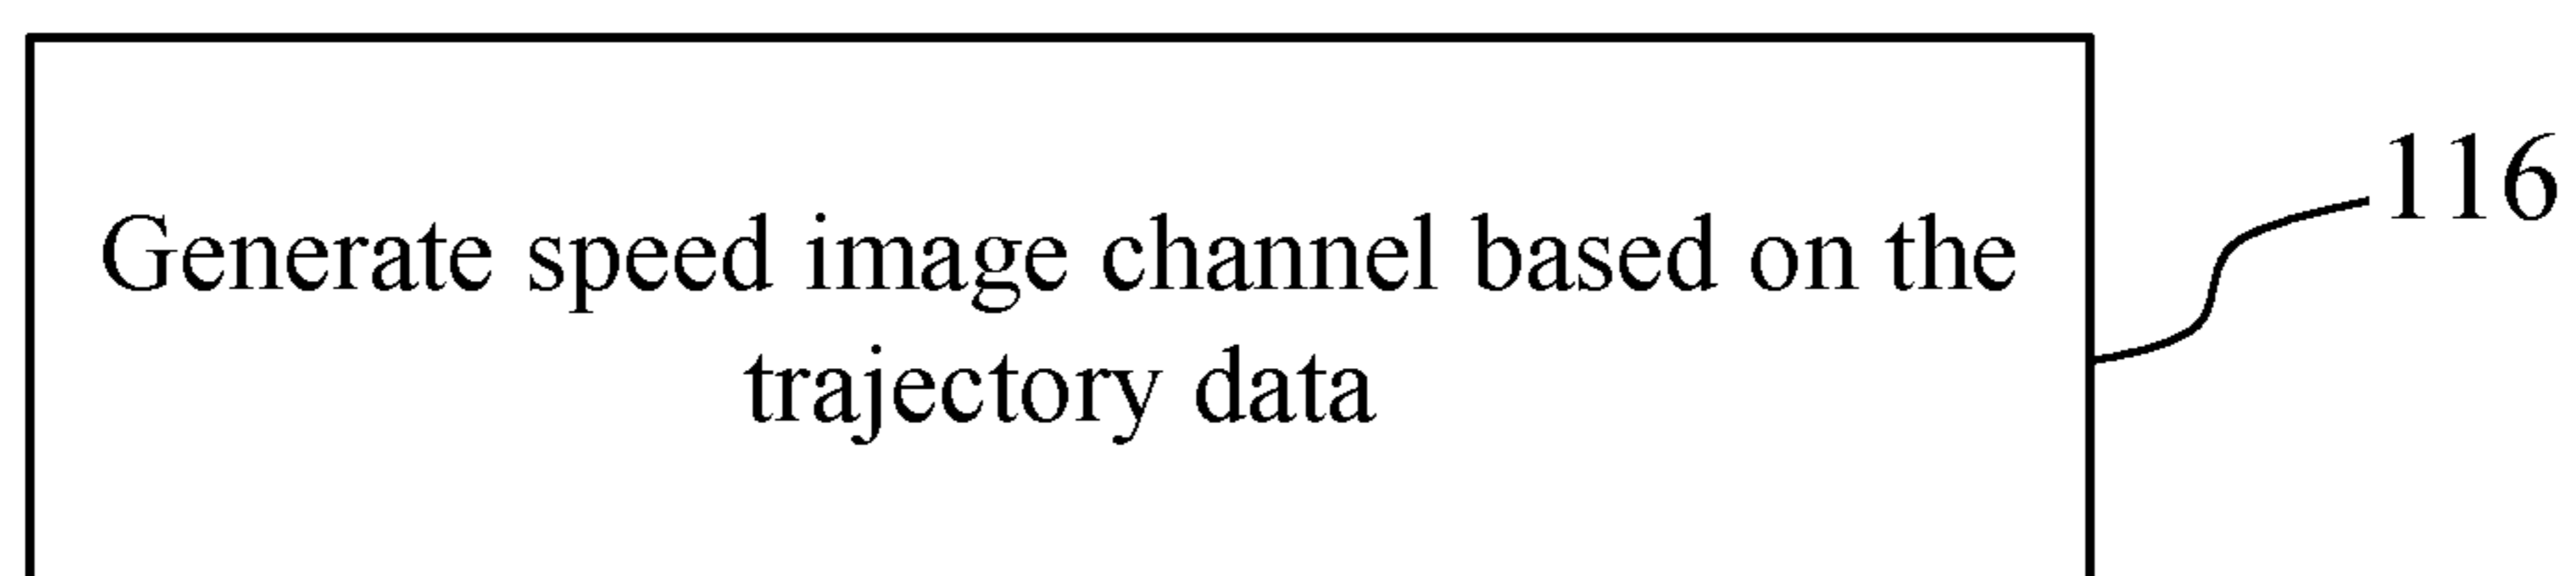 116
Generate speed image channel based on the
trajectory data